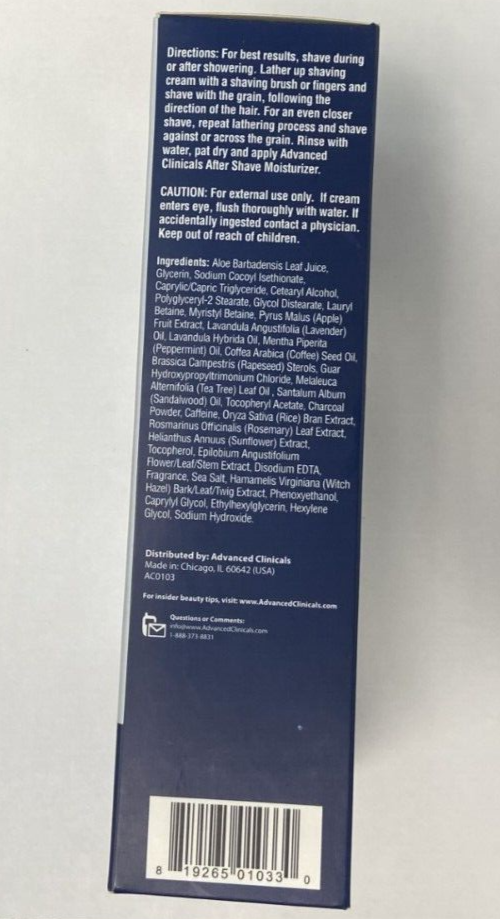 Directions: For best results, shave during
or after showering. Lather up shaving
cream with a shaving brush or fingers and
shave with the grain, following the
direction of the hair. For an even closer
shave, repeat lathering process and shave
against or across the grain. Rinse with
water, pat dry and apply Advanced
Clinicals After Shave Moisturizer.
CAUTION: For external use only. If cream
enters eye, flush thoroughly with water. If
accidentally ingested contact a physician.
Keep out of reach of children.
Ingredients: Aloe Barbadensis Leaf Juice,
Glycerin, Sodium Cocoyl Isethionate,
Caprylic/Capric Triglyceride, Cetearyl Alcohol,
Polyglyceryl-2 Stearate, Glycol Distearate, Lauryl
Betaine, Myristyl Betaine, Pyrus Malus (Apple)
Fruit Extract, Lavandula Angustifolia (Lavender)
Oil, Lavandula Hybrida Oil, Mentha Piperita
(Peppermint) Oil, Coffea Arabica (Coffee) Seed Oil,
Brassica Campestris (Rapeseed) Sterols, Guar
Hydroxypropyltrimonium Chloride, Melaleuca
Alternifolia (Tea Tree) Leaf Oil , Santalum Album
(Sandalwood) Oil, Tocopheryl Acetate, Charcoal
Powder, Caffeine, Oryza Sativa (Rice) Bran Extract,
Rosmarinus Officinalis (Rosemary) Leaf Extract,
Helianthus Annuus (Sunflower) Extract,
Tocopherol, Epilobium Angustifolium
Flower/Leaf/Stem Extract, Disodium EDTA,
Fragrance, Sea Salt, Hamamelis Virginiana (Witch
Hazel) Bark/Leaf/Twig Extract, Phenoxyethanol,
Caprylyl Glycol, Ethylhexylglycerin, Hexylene
Glycol, Sodium Hydroxide.
Distributed by: Advanced Clinicals
Made in: Chicago, IL 60642 (USA)
AC0103
For insider beauty tips, visit: www.AdvancedClinicals.com
Questions or Comments:
info@www.AdvancedClinicals.com
1-888-373-8831
8 19265 01033 0